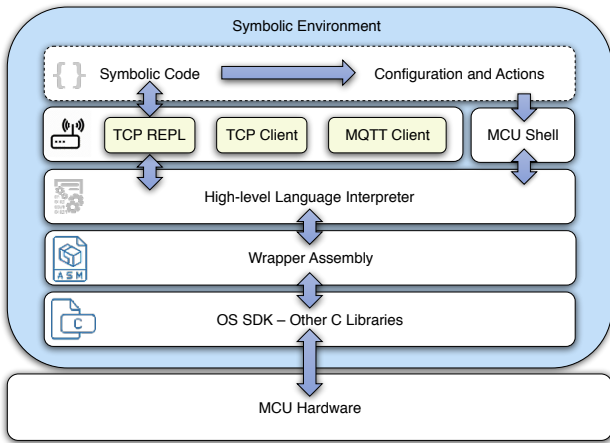 Symbolic Environment
{ }
Symbolic Code
Configuration and Actions
TCP REPL
TCP Client
MQTT Client
MCU Shell
High-level Language Interpreter
ASM
Wrapper Assembly
C
OS SDK – Other C Libraries
MCU Hardware